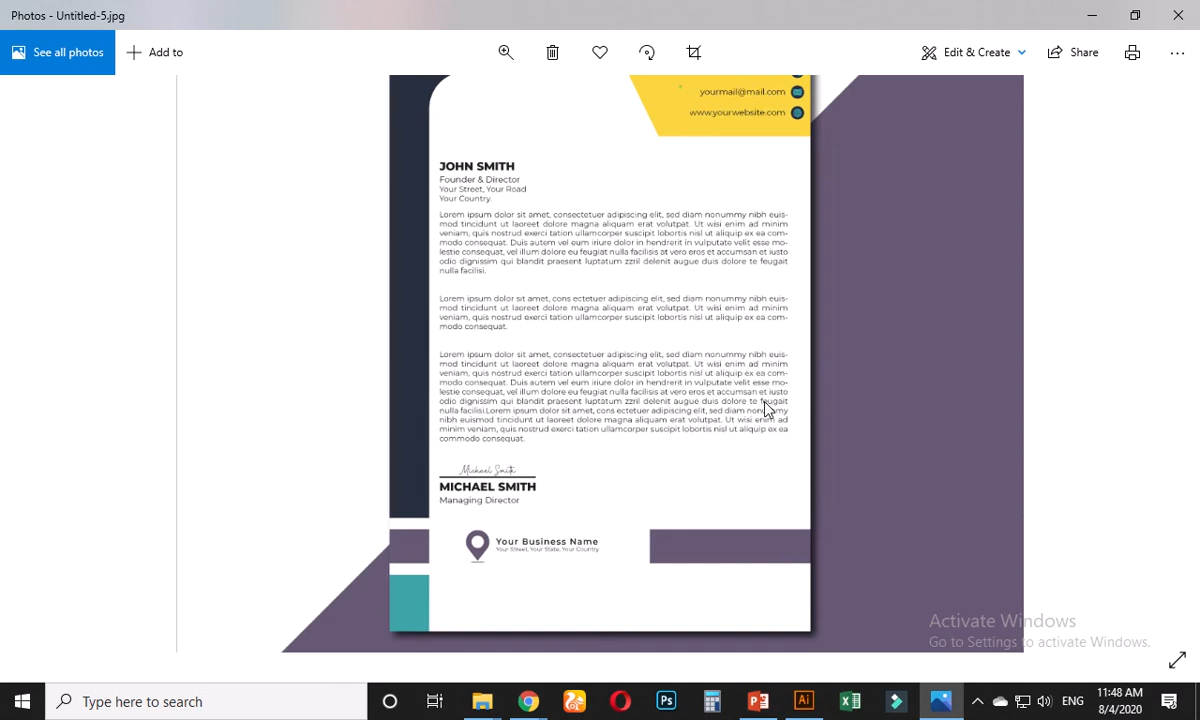 Photos - Untitled-5.jpg
See all photos
Add to
Edit & Create
Share
yourmail@mail.com
www.yourwebsite.com
JOHN SMITH
Founder & Director
Your Street, Your Road
Your Country.
Lorem ipsum dolor sit amet, consectetuer adipiscing elit, sed diam nonummy nibh euis-
mod tincidunt ut laoreet dolore magna aliquam erat volutpat. Ut wisi enim ad minim
veniam, quis nostrud exerci tation ullamcorper suscipit lobortis nisl ut aliquip ex ea com-
modo consequat. Duis autem vel eum iriure dolor in hendrerit in vulputate velit esse mo-
lestie consequat, vel illum dolore eu feugiat nulla facilisis at vero eros et accumsan et iusto
odio dignissim qui blandit praesent luptatum zzril delenit augue duis dolore te feugait
nulla facilisi.
Lorem ipsum dolor sit amet, cons ectetuer adipiscing elit, sed diam nonummy nibh euis-
mod tincidunt ut laoreet dolore magna aliquam erat volutpat. Ut wisi enim ad minim
veniam, quis nostrud exerci tation ullamcorper suscipit lobortis nisl ut aliquip ex ea com-
modo consequat.
Lorem ipsum dolor sit amet, consectetuer adipiscing elit, sed diam nonummy nibh euis-
mod tincidunt ut laoreet dolore magna aliquam erat volutpat. Ut wisi enim ad minim
veniam, quis nostrud exerci tation ullamcorper suscipit lobortis nisl ut aliquip ex ea com-
modo consequat. Duis autem vel eum iriure dolor in hendrerit in vulputate velit esse mo-
lestie consequat, vel illum dolore eu feugiat nulla facilisis at vero eros et accumsan et iusto
odio dignissim qui blandit praesent luptatum zzril delenit augue duis dolore te feugait
nulla facilisi.Lorem ipsum dolor sit amet, cons ectetuer adipiscing elit, sed diam nonummy
nibh euismod tincidunt ut laoreet dolore magna aliquam erat volutpat. Ut wisi enim ad
minim veniam, quis nostrud exerci tation ullamcorper suscipit lobortis nisl ut aliquip ex ea
commodo consequat.
Michael Smith
MICHAEL SMITH
Managing Director
Your Business Name
Your Street, Your State, Your Country
Activate Windows
Go to Settings to activate Windows.
Type here to search
Ps
Ai
ENG
11:48 AM
8/4/2020